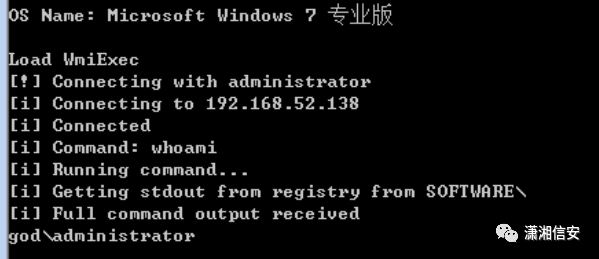 OS Name: Microsoft Windows 7 专业版
Load WmiExec
[!] Connecting with administrator
[i] Connecting to 192.168.52.138
[i] Connected
[i] Command: whoami
[i] Running command...
[i] Getting stdout from registry from SOFTWARE\
[i] Full command output received
god\administrator
潇湘信安